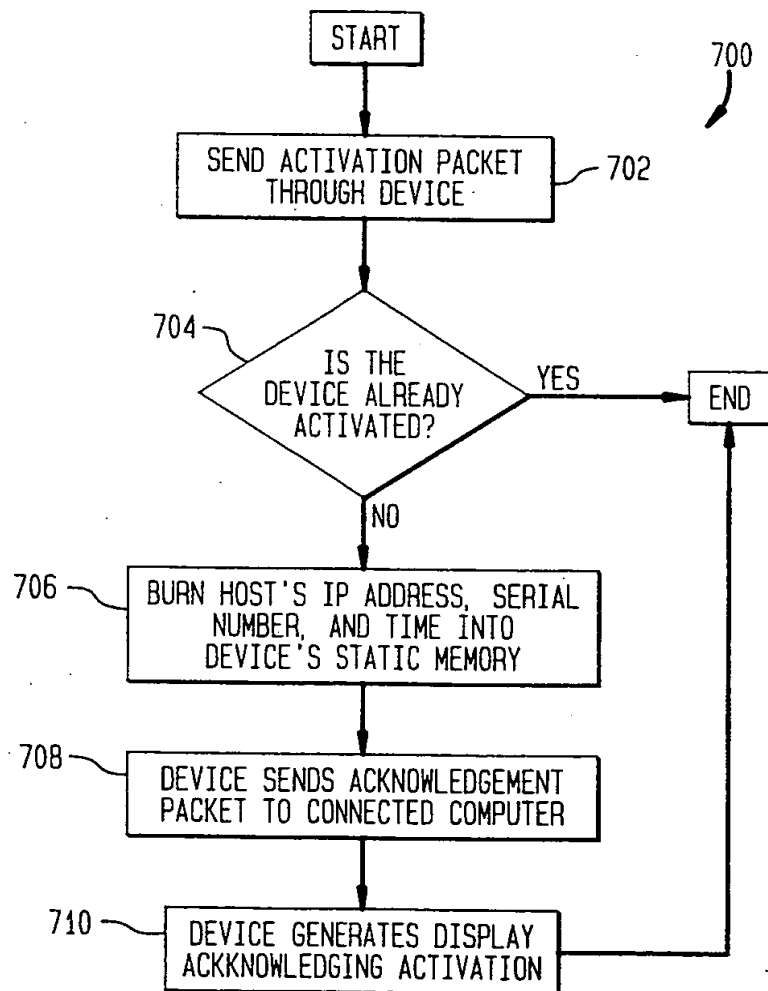 START
700
SEND ACTIVATION PACKET
THROUGH DEVICE
702
704
IS THE
DEVICE ALREADY
ACTIVATED?
YES
END
NO
706
BURN HOST'S IP ADDRESS, SERIAL
NUMBER, AND TIME INTO
DEVICE'S STATIC MEMORY
708
DEVICE SENDS ACKNOWLEDGEMENT
PACKET TO CONNECTED COMPUTER
710
DEVICE GENERATES DISPLAY
ACKKNOWLEDGING ACTIVATION